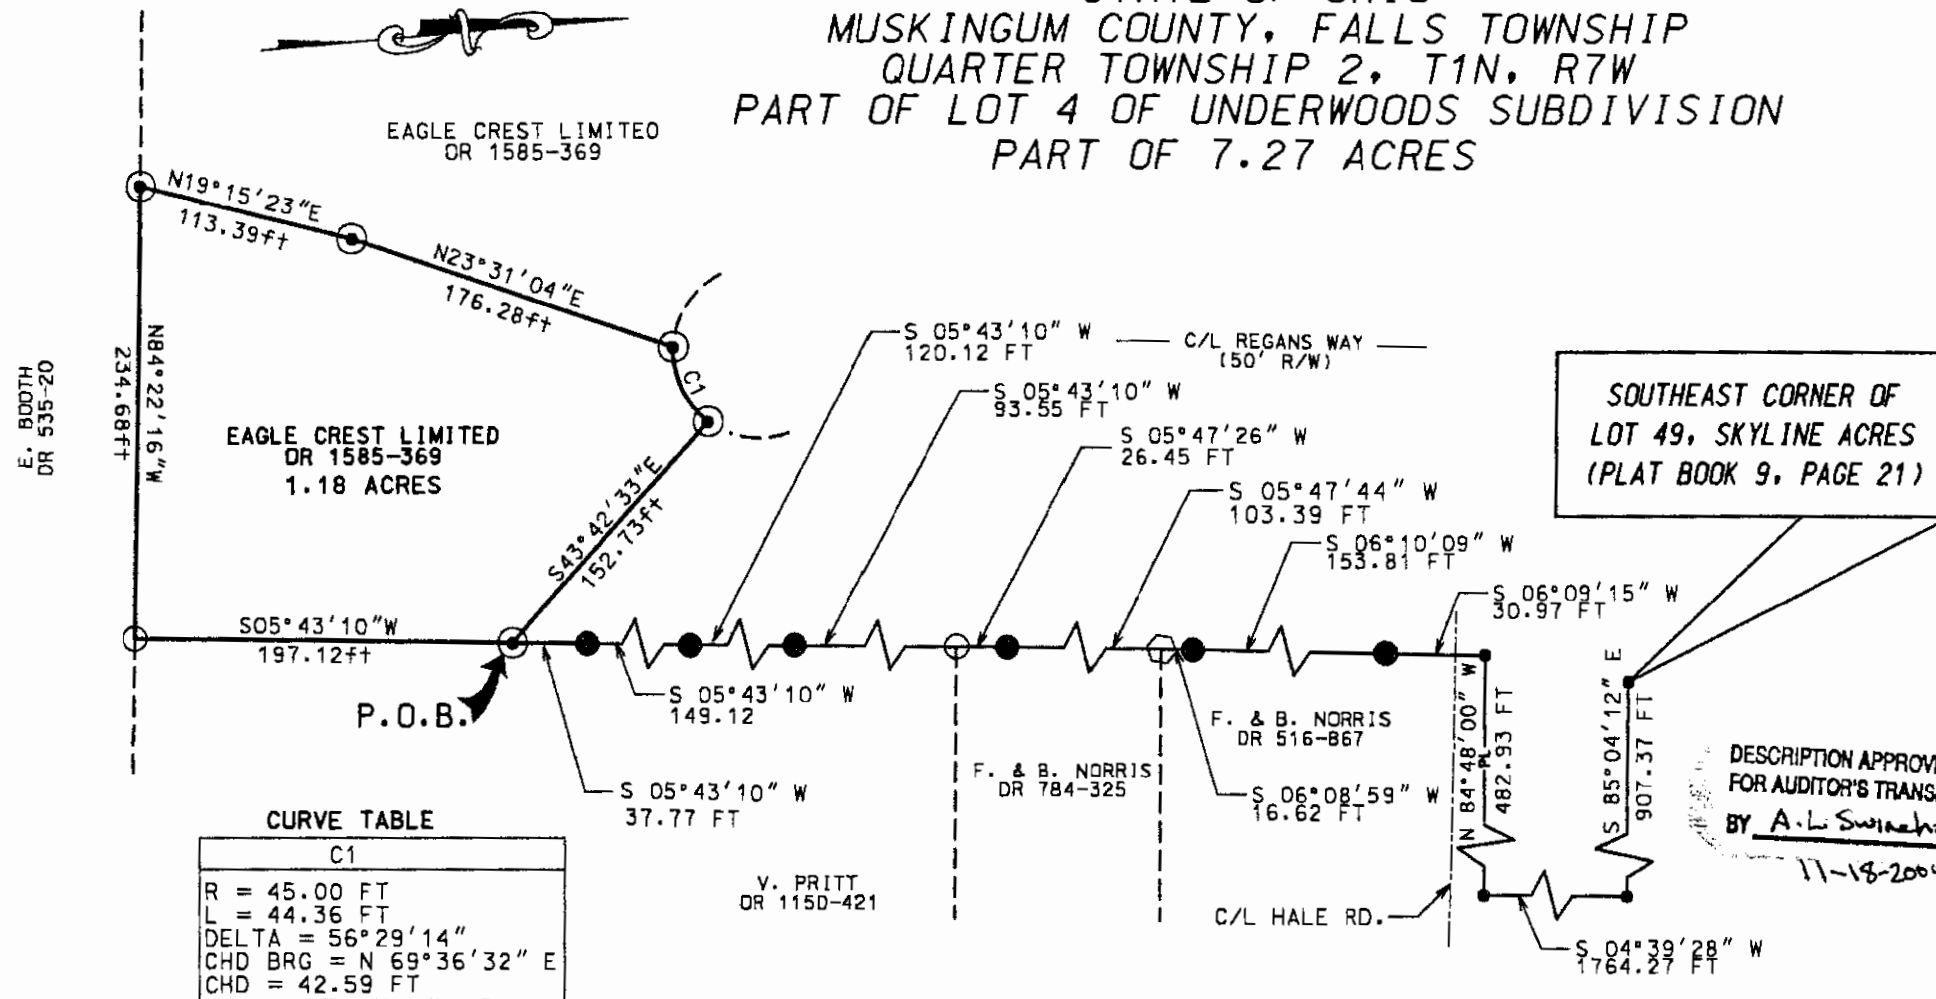 MUSKINGUM COUNTY, FALLS TOWNSHIP
QUARTER TOWNSHIP 2, T1N, R7W
PART OF LOT 4 OF UNDERWOODS SUBDIVISION
PART OF 7.27 ACRES
EAGLE CREST LIMITED
OR 1585-369
N19°15'23"E
113.39ft
N23°31'04"E
176.28ft
C1
N84°22'16"W
234.68ft
E. BOOTH
DR 535-20
EAGLE CREST LIMITED
OR 1585-369
1.18 ACRES
S43°42'33"E
152.73ft
S05°43'10"W
197.12ft
P.O.B.
S 05°43'10" W
120.12 FT
C/L REGANS WAY
(50' R/W)
S 05°43'10" W
93.55 FT
S 05°47'26" W
26.45 FT
S 05°47'44" W
103.39 FT
S 06°10'09" W
153.81 FT
S 06°09'15" W
30.97 FT
SOUTHEAST CORNER OF
LOT 49, SKYLINE ACRES
(PLAT BOOK 9, PAGE 21)
S 05°43'10" W
149.12
S 05°43'10" W
37.77 FT
F. & B. NORRIS
DR 784-325
F. & B. NORRIS
DR 516-867
S 06°08'59" W
16.62 FT
N 84°48'00" W
482.93 FT
PL
S 85°04'12" E
907.37 FT
DESCRIPTION APPROV
FOR AUDITOR'S TRANS
BY A.L. Swineh
11-18-200
V. PRITT
OR 1150-421
C/L HALE RD.
S 04°39'28" W
1764.27 FT
CURVE TABLE
C1
R = 45.00 FT
L = 44.36 FT
DELTA = 56°29'14"
CHD BRG = N 69°36'32" E
CHD = 42.59 FT